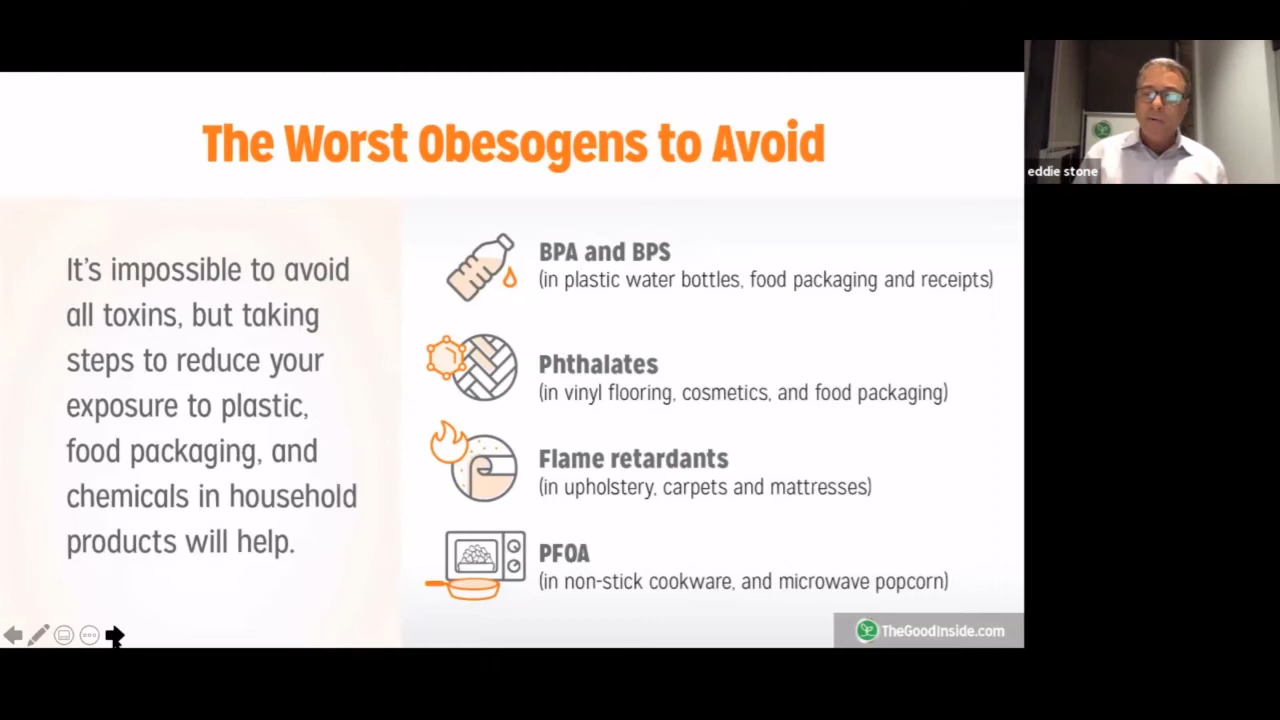 The Worst Obesogens to Avoid
eddie stone
It's impossible to avoid
all toxins, but taking
steps to reduce your
exposure to plastic,
food packaging, and
chemicals in household
products will help.
BPA and BPS
(in plastic water bottles, food packaging and receipts)
Phthalates
(in vinyl flooring, cosmetics, and food packaging)
Flame retardants
(in upholstery, carpets and mattresses)
PFOA
(in non-stick cookware, and microwave popcorn)
TheGoodInside.com